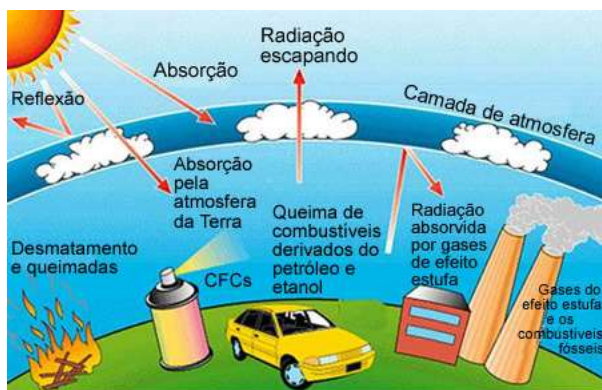 Radiação
escapando
Absorção
Reflexão
Camada de atmosfera
Absorção
pela
atmosfera
da Terra
Queima de
combustíveis
derivados do
petróleo e
etanol
Radiação
absorvida
por gases
de efeito
estufa
Desmatamento
e queimadas
CFCs
Gases do
efeito estufa
e os
combustíveis
fósseis